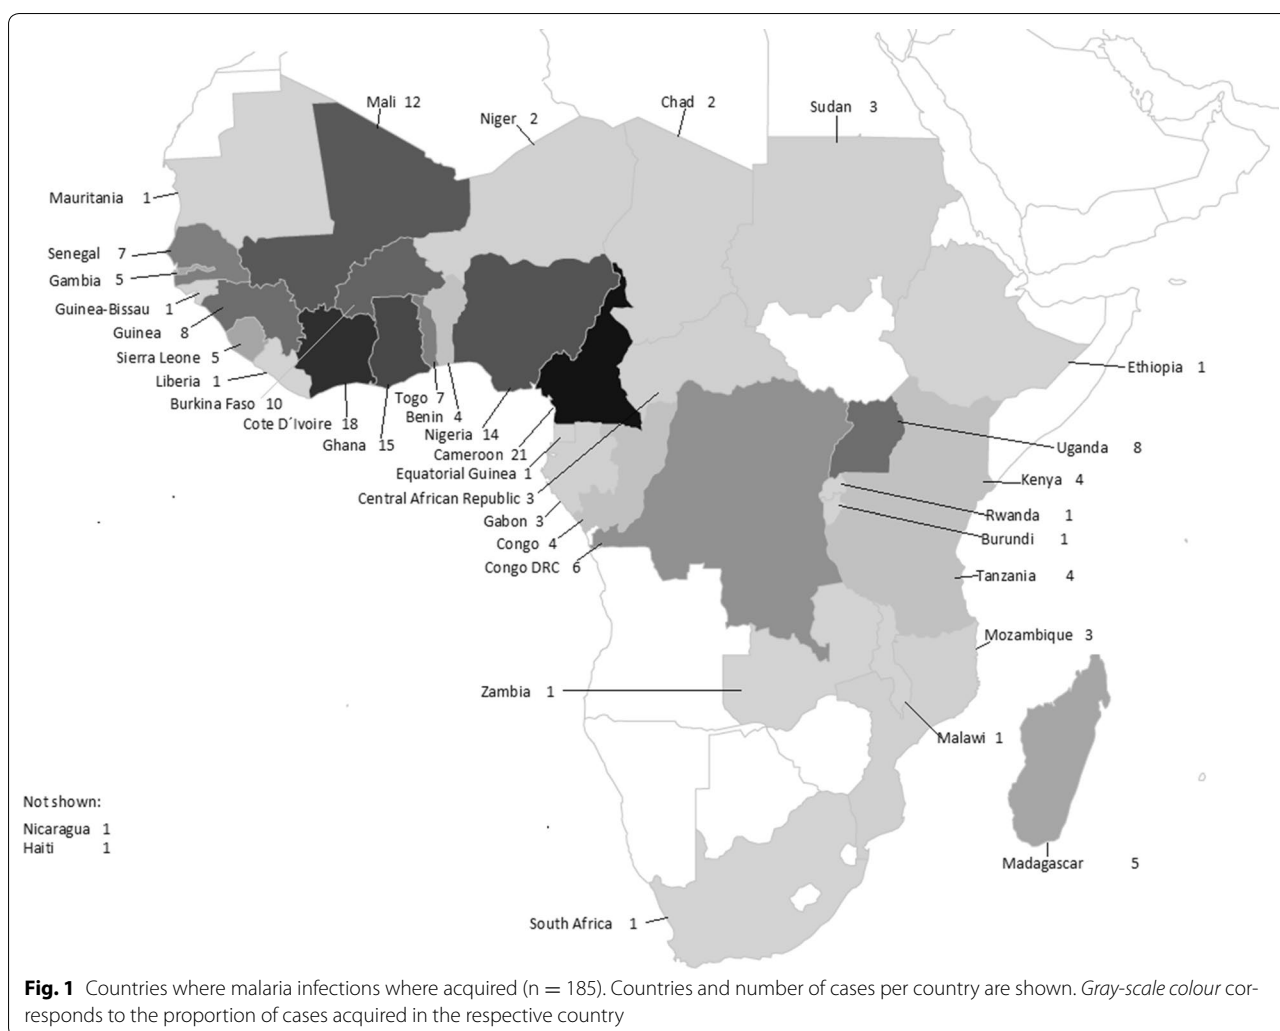 Mali 12
Chad 2
Sudan 3
Niger 2
Mauritania 1
Senegal 7
Gambia 5
Guinea-Bissau 1
Guinea 8
Sierra Leone 5
Liberia 1
Burkina Faso 10
Cote D´Ivoire 18
Ghana 15
Togo 7
Benin 4
Nigeria 14
Cameroon 21
Equatorial Guinea 1
Central African Republic 3
Gabon 3
Congo 4
Congo DRC 6
Ethiopia 1
Uganda 8
Kenya 4
Rwanda 1
Burundi 1
Tanzania 4
Mozambique 3
Zambia 1
Malawi 1
Not shown:
Nicaragua 1
Haiti 1
Madagascar 5
South Africa 1
Fig. 1 Countries where malaria infections where acquired (n = 185). Countries and number of cases per country are shown. Gray-scale colour cor-
responds to the proportion of cases acquired in the respective country